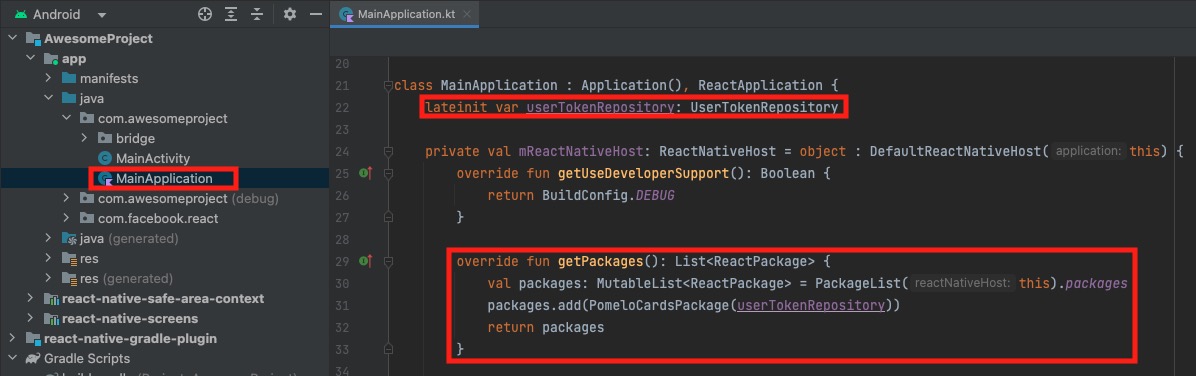 Android
AwesomeProject
app
manifests
java
com.awesomeproject
bridge
MainActivity
MainApplication
com.awesomeproject (debug)
com.facebook.react
java (generated)
res
res (generated)
react-native-safe-area-context
react-native-screens
react-native-gradle-plugin
Gradle Scripts
MainApplication.kt
20
21 class MainApplication : Application(), ReactApplication {
22 lateinit var userTokenRepository: UserTokenRepository
23
24 private val mReactNativeHost: ReactNativeHost = object : DefaultReactNativeHost( application: this) {
25 override fun getUseDeveloperSupport(): Boolean {
26 return BuildConfig.DEBUG
27 }
28
29 override fun getPackages(): List<ReactPackage> {
30 val packages: MutableList<ReactPackage> = PackageList( reactNativeHost: this).packages
31 packages.add(PomeloCardsPackage(userTokenRepository))
32 return packages
33 }
34